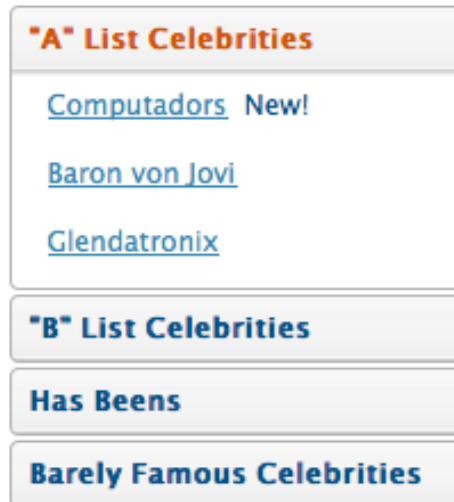 "A" List Celebrities
Computadors New!
Baron von Jovi
Glendatronix
"B" List Celebrities
Has Beens
Barely Famous Celebrities